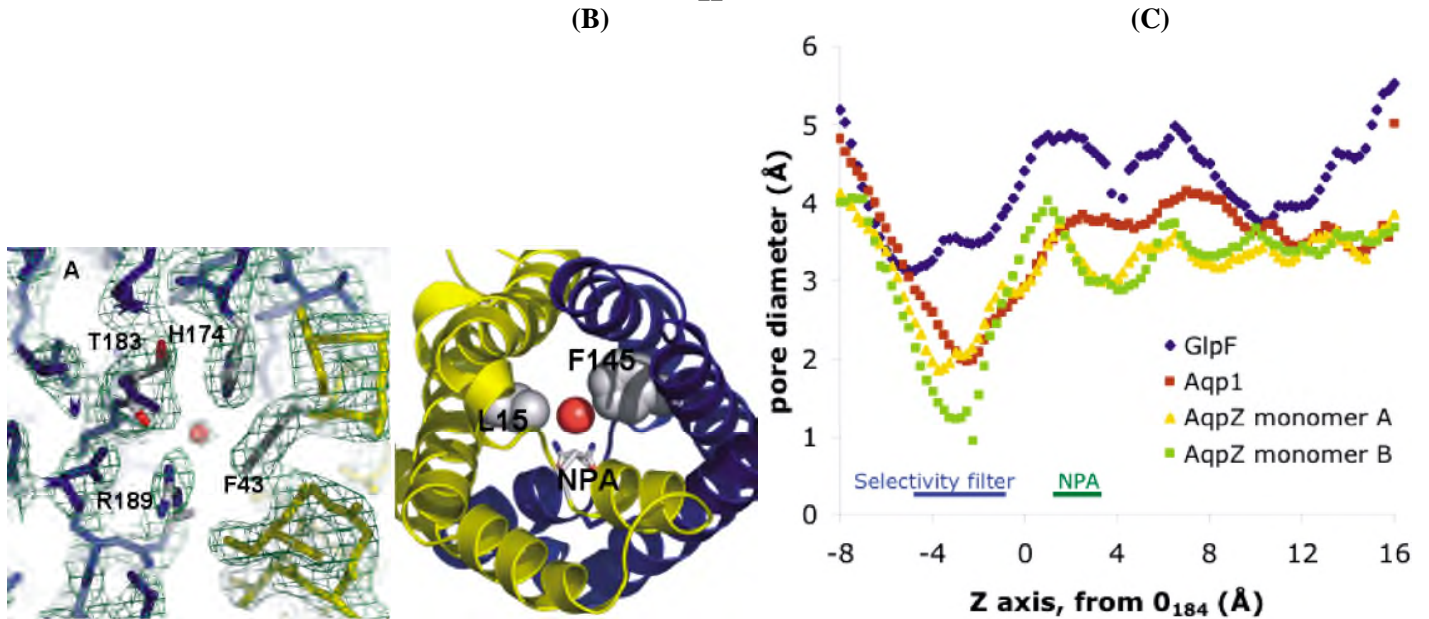 (B)
(C)
A
T183
H174
R189
F43
F145
L15
NPA
6
5
4
3
2
1
0
pore diameter (Å)
GlpF
Aqp1
AqpZ monomer A
AqpZ monomer B
Selectivity filter
NPA
-8
-4
0
4
8
12
16
Z axis, from 0₁₈₄ (Å)